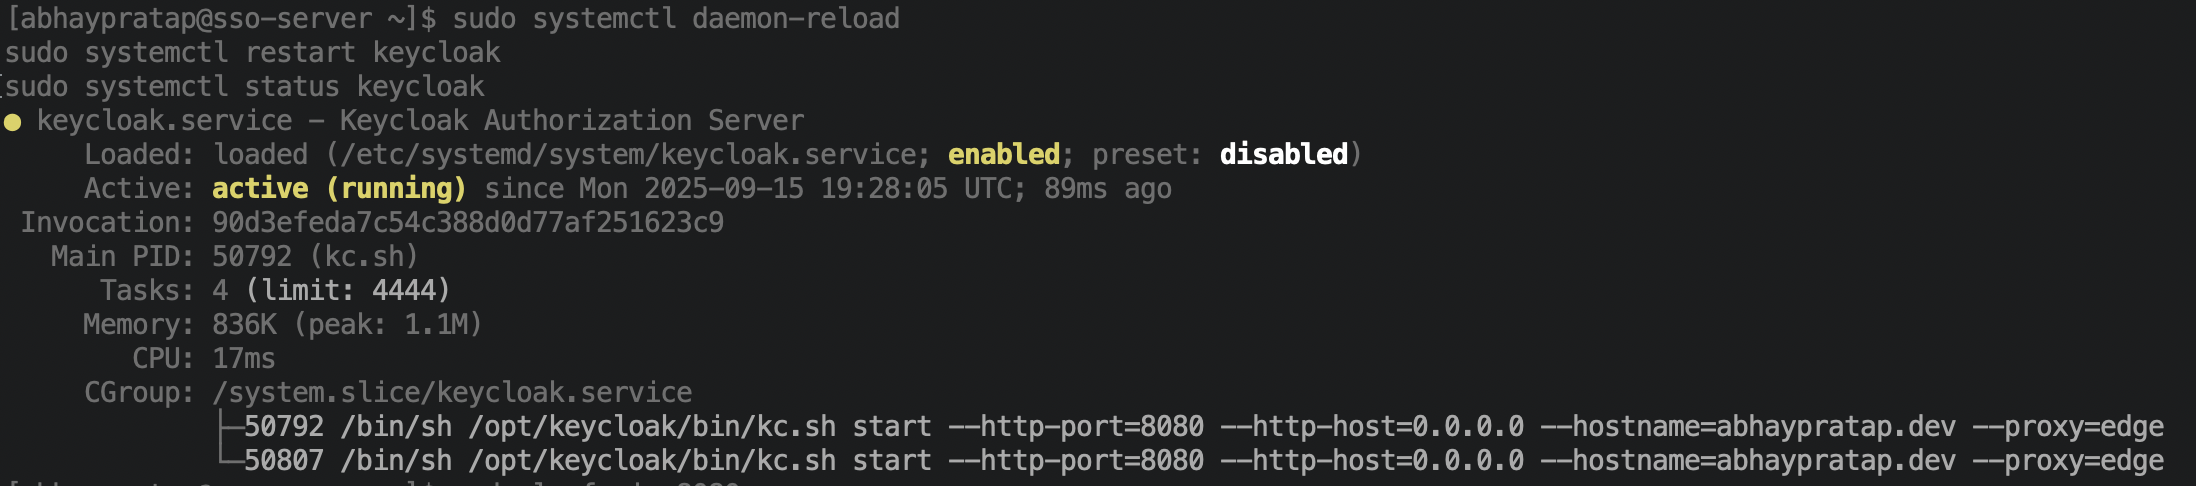 [abhaypratap@sso-server ~]$ sudo systemctl daemon-reload
sudo systemctl restart keycloak
[sudo systemctl status keycloak
● keycloak.service - Keycloak Authorization Server
Loaded: loaded (/etc/systemd/system/keycloak.service; enabled; preset: disabled)
Active: active (running) since Mon 2025-09-15 19:28:05 UTC; 89ms ago
Invocation: 90d3efeda7c54c388d0d77af251623c9
Main PID: 50792 (kc.sh)
Tasks: 4 (limit: 4444)
Memory: 836K (peak: 1.1M)
CPU: 17ms
CGroup: /system.slice/keycloak.service
├─50792 /bin/sh /opt/keycloak/bin/kc.sh start --http-port=8080 --http-host=0.0.0.0 --hostname=abhaypratap.dev --proxy=edge
└─50807 /bin/sh /opt/keycloak/bin/kc.sh start --http-port=8080 --http-host=0.0.0.0 --hostname=abhaypratap.dev --proxy=edge